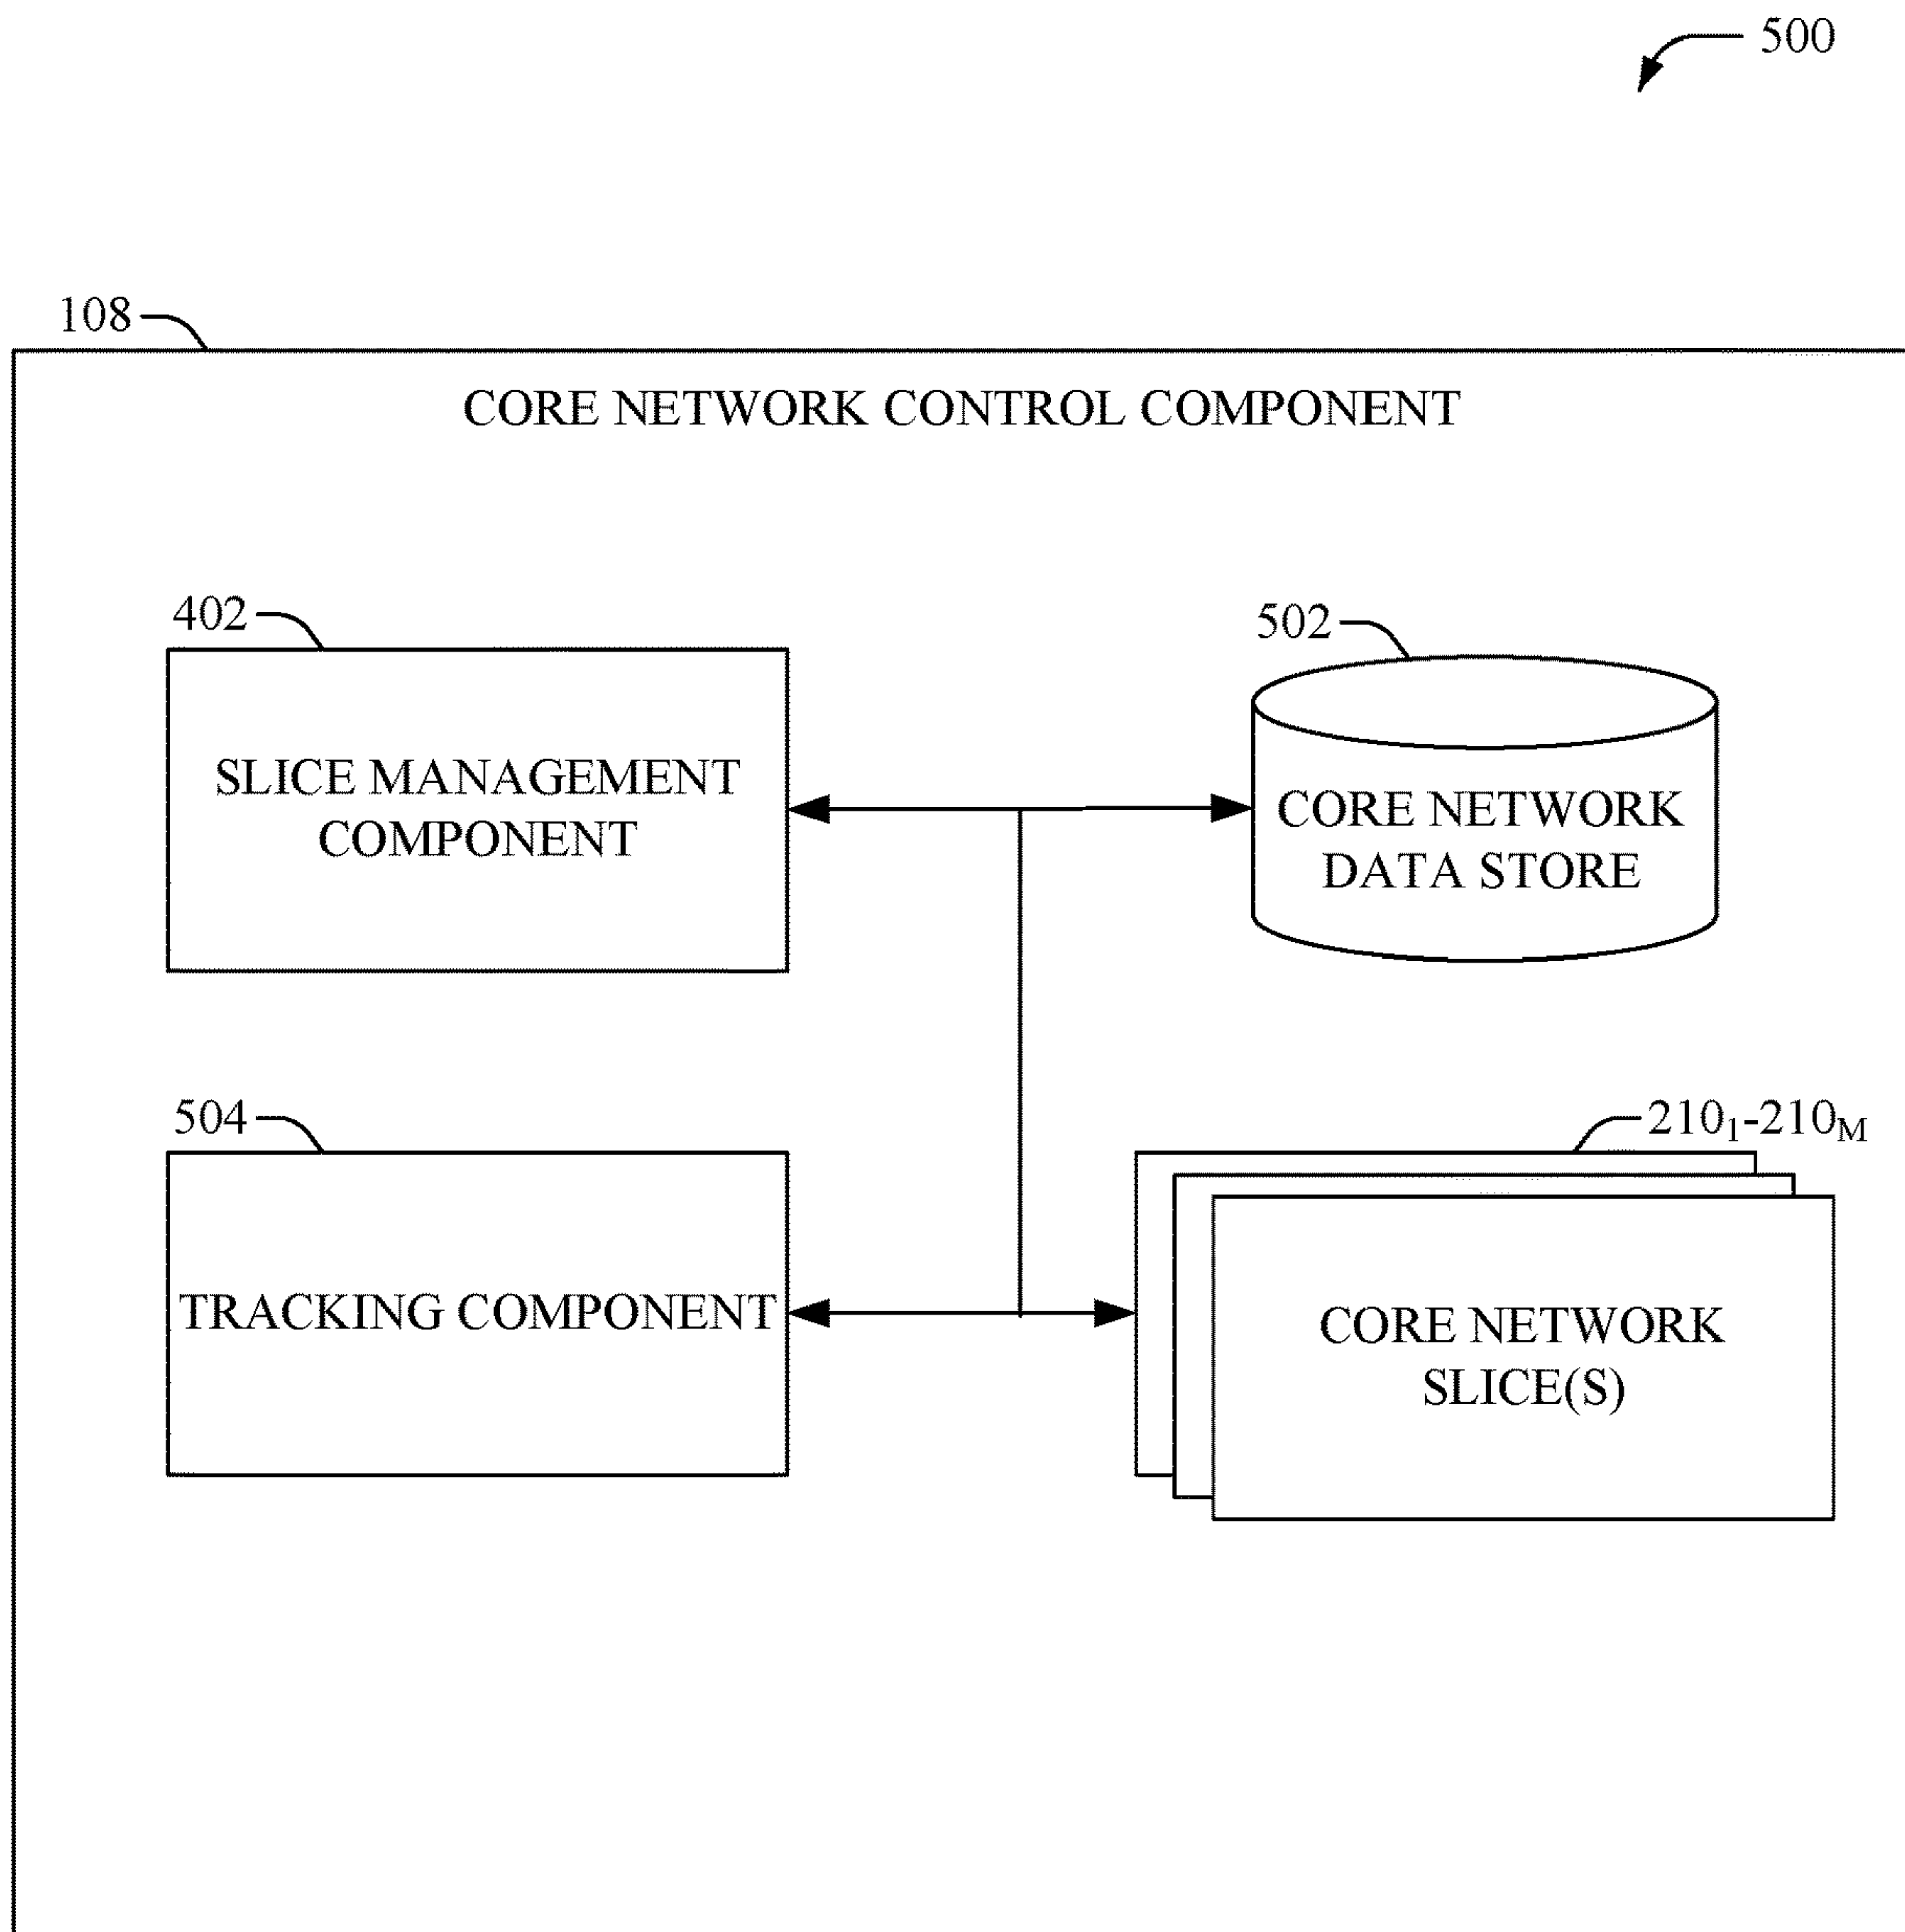 500
108
CORE NETWORK CONTROL COMPONENT
402
502
SLICE MANAGEMENT
COMPONENT
CORE NETWORK
DATA STORE
504
210₁-210ₘ
TRACKING COMPONENT
CORE NETWORK
SLICE(S)